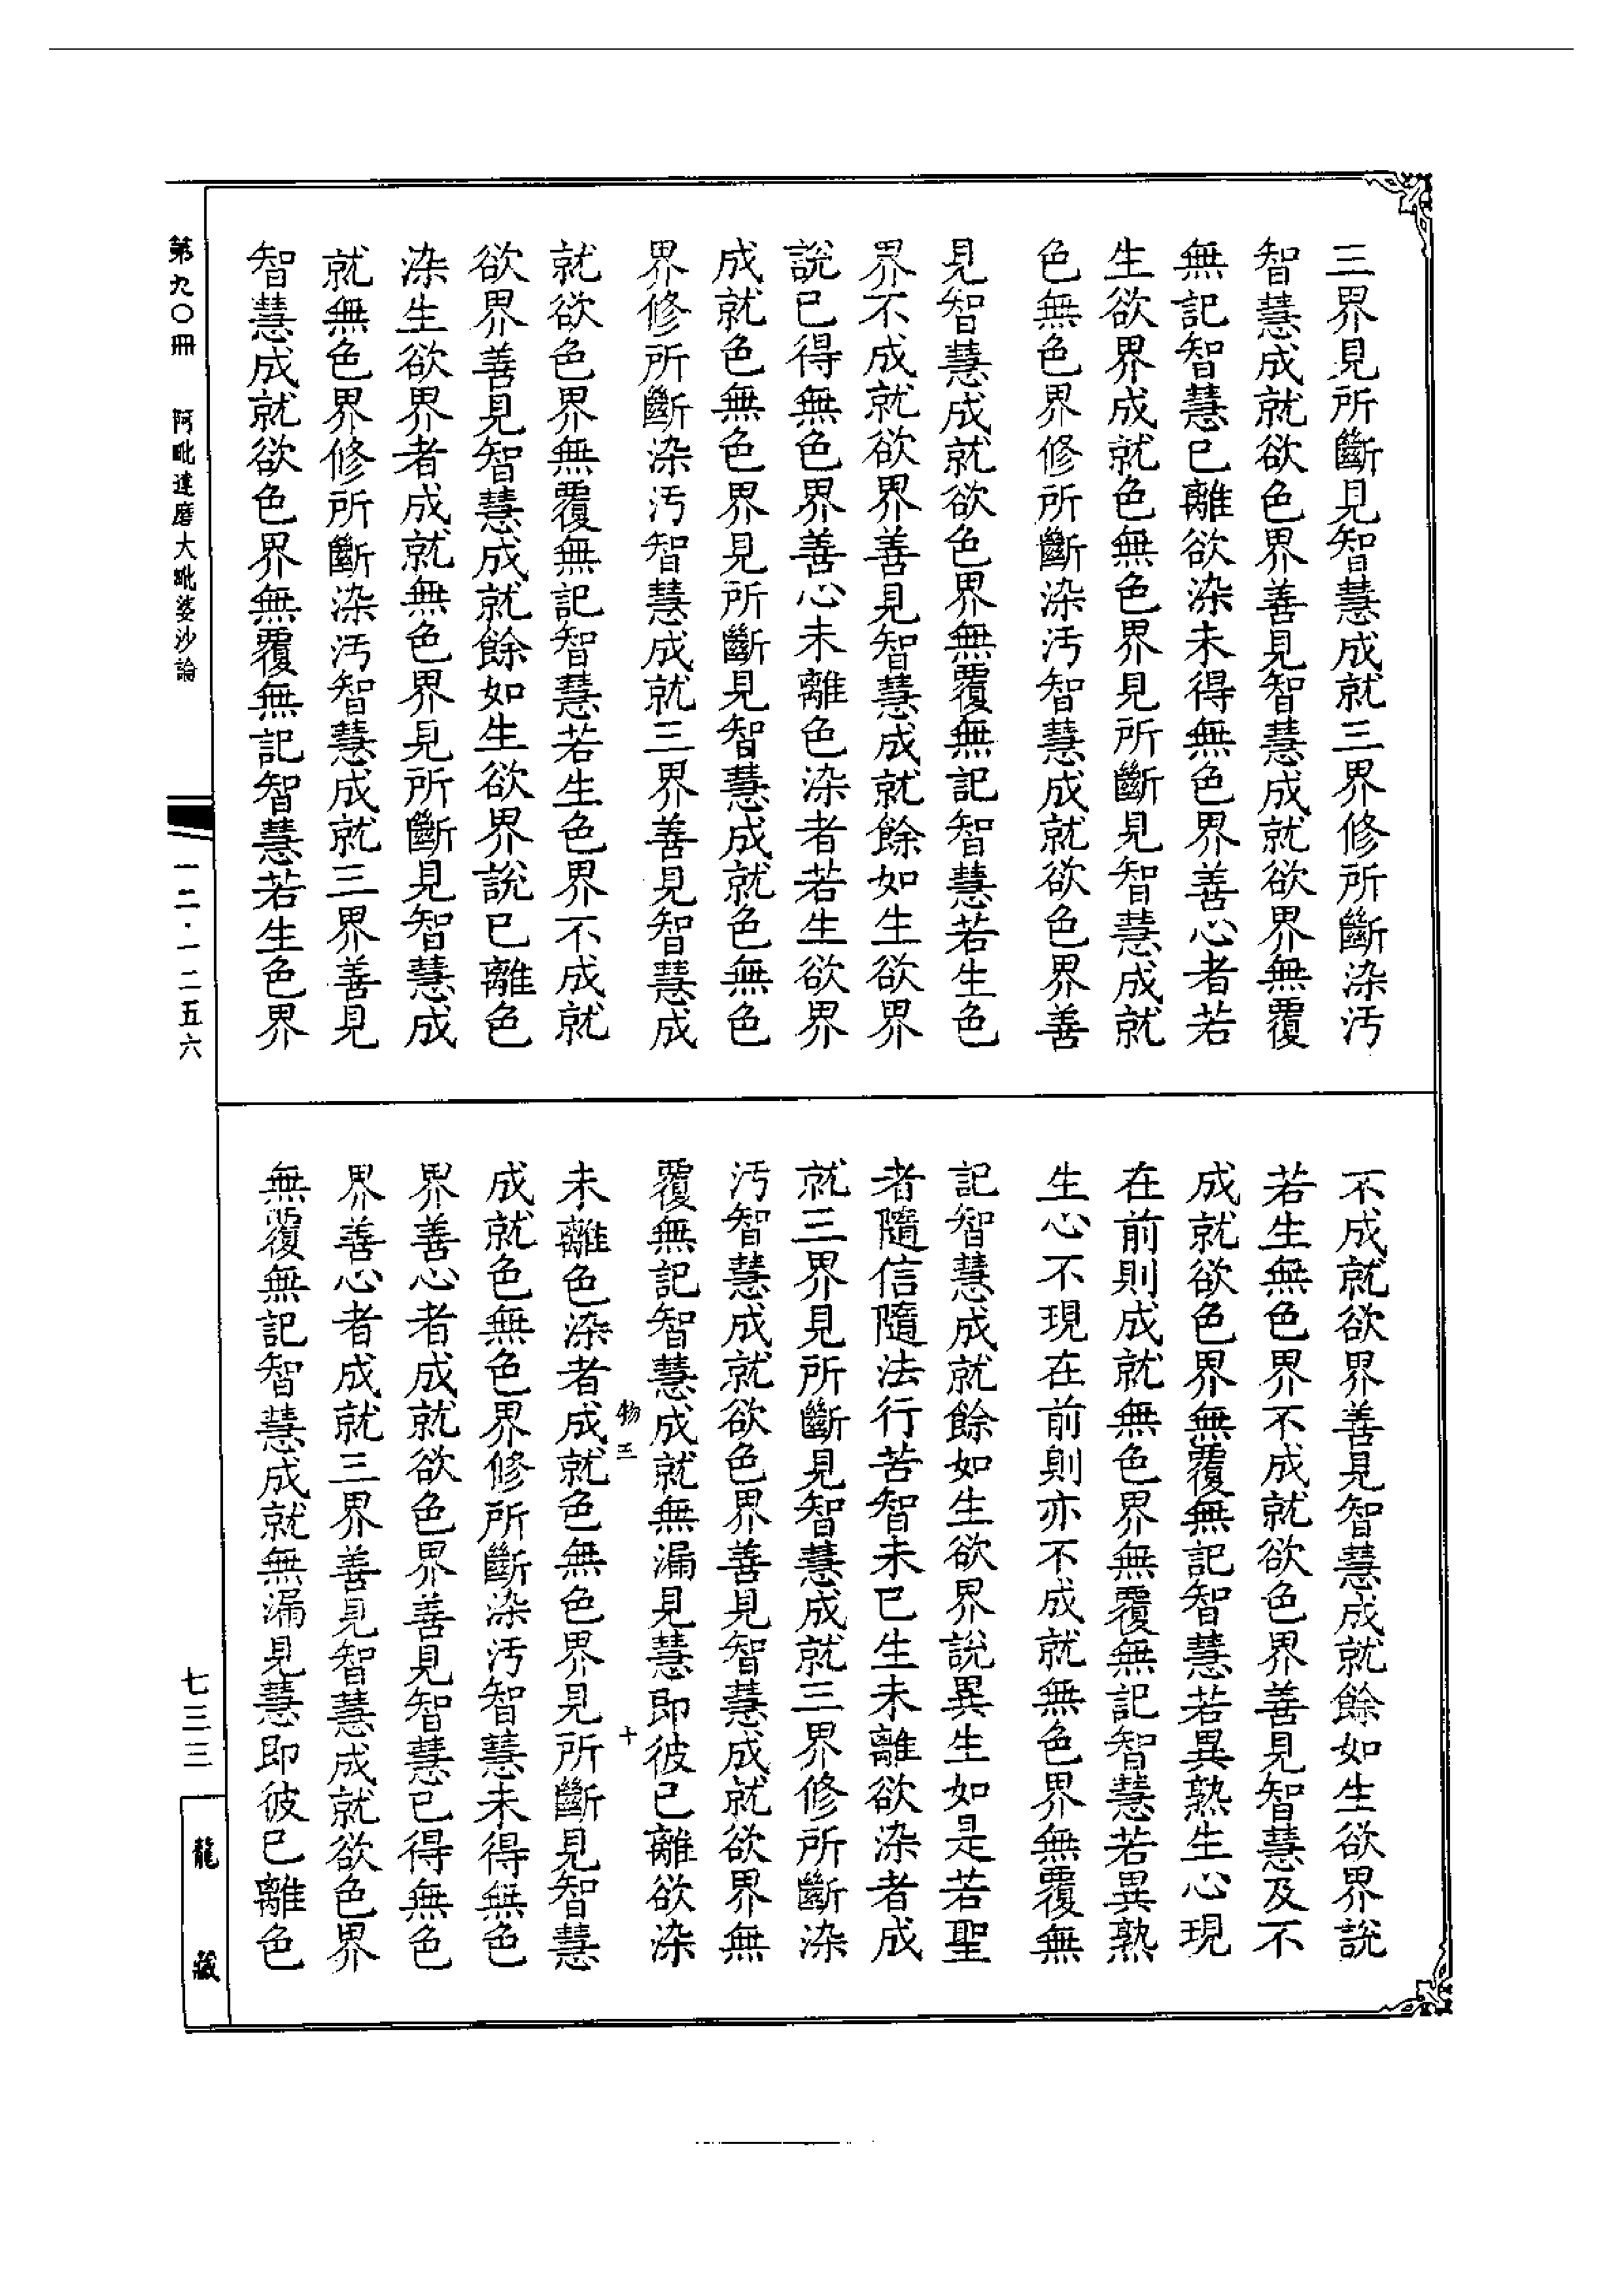 三界見所斷見智慧成就三界修所斷染汚
智慧成就欲色界善見智慧成就欲界無覆
無記智慧已離欲染未得無色界善心者若
生欲界成就色無色界見所斷見智慧成就
色無色界修所斷染汚智慧成就欲色界善
見智慧成就欲色界無覆無記智慧若生色
界不成就欲界善見智慧成就餘如生欲界
說已得無色界善心未離色染者若生欲界
成就色無色界見所斷見智慧成就色無色
界修所斷染汚智慧成就三界善見智慧成
就欲色界無覆無記智慧若生色界不成就
欲界善見智慧成就餘如生欲界說已離色
染生欲界者成就無色界見所斷見智慧成
就無色界修所斷染汚智慧成就三界善見
智慧成就欲色界無覆無記智慧若生色界
不成就欲界善見智慧成就餘如生欲界說
若生無色界不成就欲色界善見智慧及不
成就欲色界無覆無記智慧若異熟生心現
在前則成就無色界無覆無記智慧若異熟
生心不現在前則亦不成就無色界無覆無
記智慧成就餘如生欲界說異生如是若聖
者隨信隨法行苦智未已生未離欲染者成
就三界見所斷見智慧成就三界修所斷染
汚智慧成就欲色界善見智慧成就欲界無
覆無記智慧成就無漏見慧即彼已離欲染
物三
十
未離色染者成就色無色界見所斷見智慧
成就色無色界修所斷染汚智慧未得無色
界善心者成就欲色界善見智慧已得無色
界善心者成就三界善見智慧成就欲色界
無覆無記智慧成就無漏見慧即彼已離色
第九〇冊
阿毗達磨大毗婆沙論
一二·一二五六
七三三
龍藏